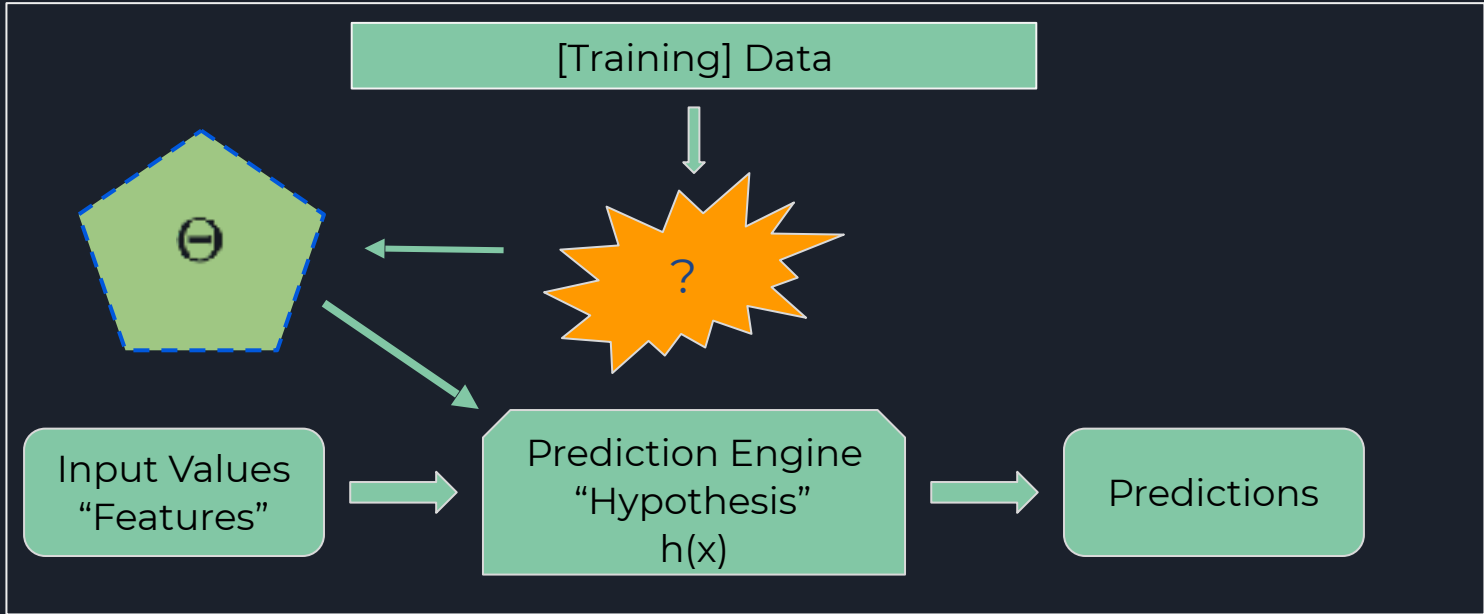 [Training] Data
Θ
?
Input Values
“Features”
Prediction Engine
“Hypothesis”
h(x)
Predictions